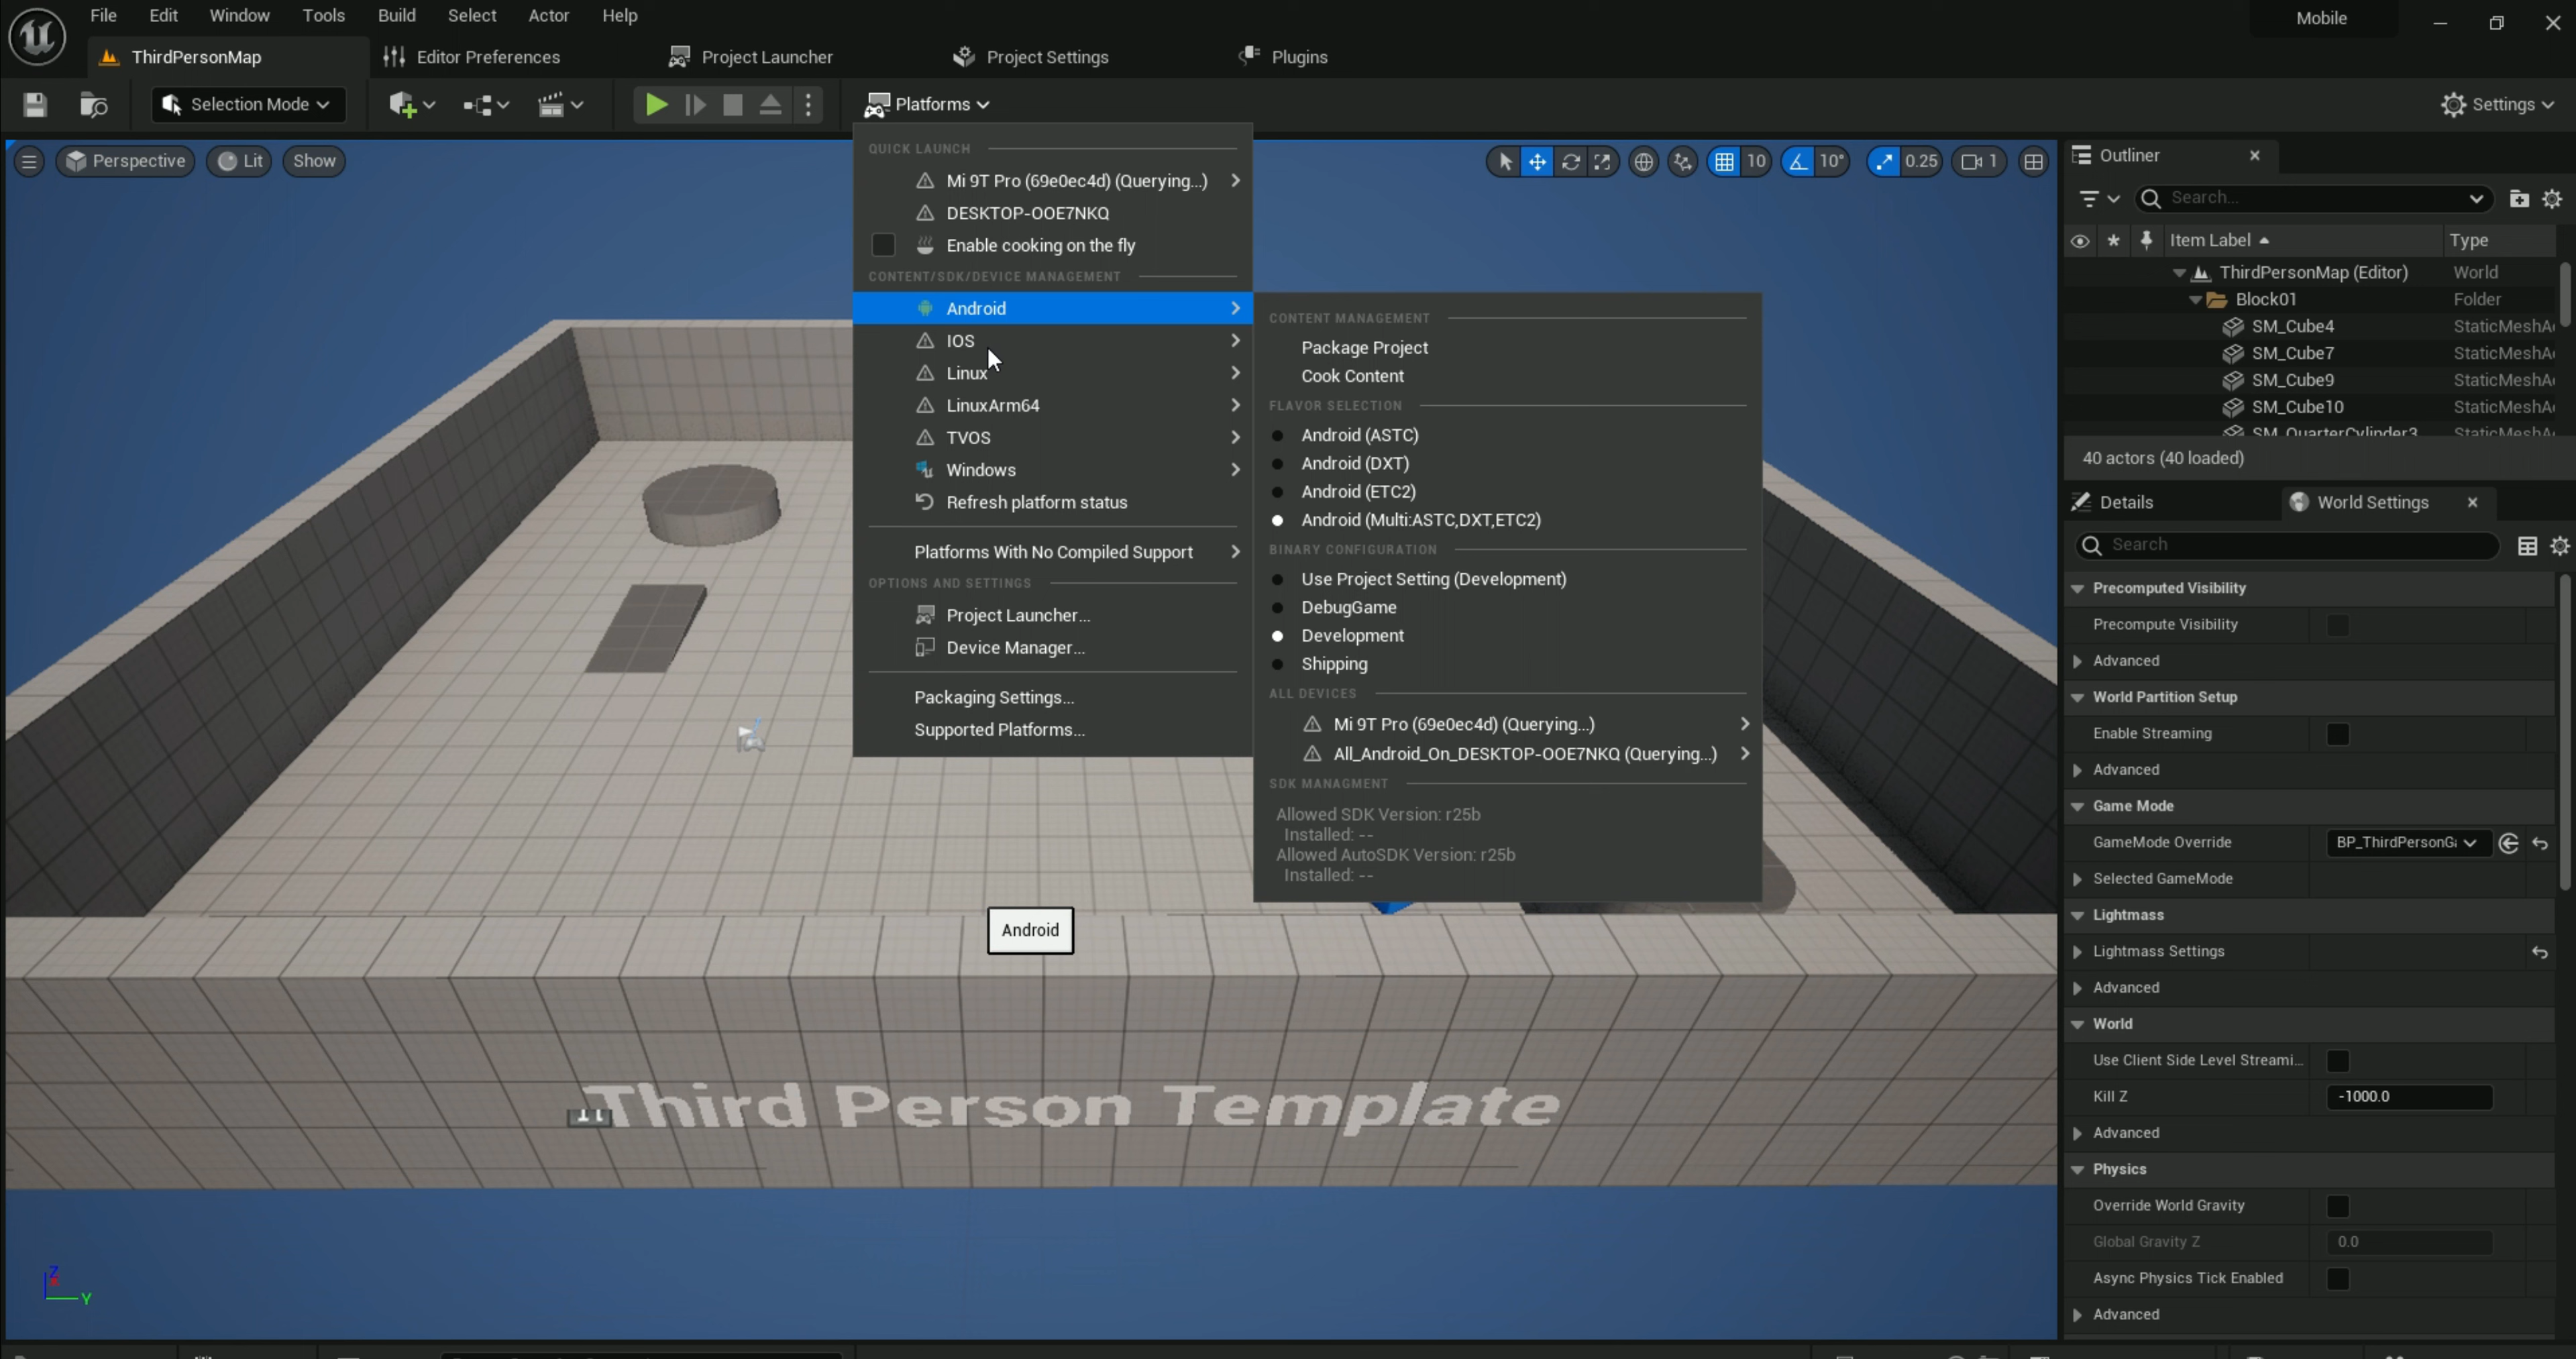 File Edit Window Tools Build Select Actor Help
Mobile
ThirdPersonMap
Editor Preferences
Project Launcher
Project Settings
Plugins
Selection Mode
Platforms
Settings
Perspective
Lit
Show
10
10°
0.25
1
QUICK LAUNCH
Mi 9T Pro (69e0ec4d) (Querying...)
DESKTOP-OOE7NKQ
Enable cooking on the fly
CONTENT/SDK/DEVICE MANAGEMENT
Android
IOS
Linux
LinuxArm64
TVOS
Windows
Refresh platform status
Platforms With No Compiled Support
OPTIONS AND SETTINGS
Project Launcher...
Device Manager...
Packaging Settings...
Supported Platforms...
CONTENT MANAGEMENT
Package Project
Cook Content
FLAVOR SELECTION
Android (ASTC)
Android (DXT)
Android (ETC2)
Android (Multi:ASTC,DXT,ETC2)
BINARY CONFIGURATION
Use Project Setting (Development)
DebugGame
Development
Shipping
ALL DEVICES
Mi 9T Pro (69e0ec4d) (Querying...)
All_Android_On_DESKTOP-OOE7NKQ (Querying...)
SDK MANAGMENT
Allowed SDK Version: r25b
Installed: --
Allowed AutoSDK Version: r25b
Installed: --
Android
Third Person Template
Z
X
Y
Outliner
Search...
Item Label Type
ThirdPersonMap (Editor) World
Block01 Folder
SM_Cube4 StaticMeshA
SM_Cube7 StaticMeshA
SM_Cube9 StaticMeshA
SM_Cube10 StaticMeshA
SM_QuarterCylinder3 StaticMeshA
40 actors (40 loaded)
Details
World Settings
Search
Precomputed Visibility
Precompute Visibility
Advanced
World Partition Setup
Enable Streaming
Advanced
Game Mode
GameMode Override BP_ThirdPersonG
Selected GameMode
Lightmass
Lightmass Settings
Advanced
World
Use Client Side Level Streami...
Kill Z -1000.0
Advanced
Physics
Override World Gravity
Global Gravity Z 0.0
Async Physics Tick Enabled
Advanced